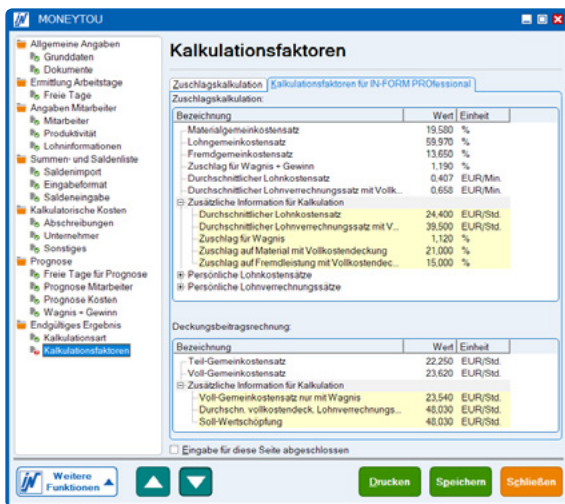 MONEYTOU
Allgemeine Angaben
Grunddaten
Dokumente
Ermittlung Arbeitstage
Freie Tage
Angaben Mitarbeiter
Mitarbeiter
Produktivität
Lohninformationen
Summen- und Saldenliste
Saldenimport
Eingabeformat
Saldeneingabe
Kalkulatorische Kosten
Abschreibungen
Unternehmer
Sonstiges
Prognose
Freie Tage für Prognose
Prognose Mitarbeiter
Prognose Kosten
Wagnis + Gewinn
Endgültiges Ergebnis
Kalkulationsart
Kalkulationsfaktoren
Kalkulationsfaktoren
Zuschlagskalkulation Kalkulationsfaktoren für IN-FORM PROfessional
Zuschlagskalkulation:
Bezeichnung Wert Einheit
Materialgemeinkostensatz 19,580 %
Lohngemeinkostensatz 59,970 %
Fremdgemeinkostensatz 13,650 %
Zuschlag für Wagnis + Gewinn 1,190 %
Durchschnittlicher Lohnkostensatz 0,407 EUR/Min.
Durchschnittlicher Lohnverrechnungssatz mit Vollk... 0,658 EUR/Min.
Zusätzliche Information für Kalkulation
Durchschnittlicher Lohnkostensatz 24,400 EUR/Std.
Durchschnittlicher Lohnverrechnungssatz mit V... 39,500 EUR/Std.
Zuschlag für Wagnis 1,120 %
Zuschlag auf Material mit Vollkostendeckung 21,000 %
Zuschlag auf Fremdleistung mit Vollkostendec... 15,000 %
Persönliche Lohnkostensätze
Persönliche Lohnverrechnungssätze
Deckungsbeitragsrechnung:
Bezeichnung Wert Einheit
Teil-Gemeinkostensatz 22,250 EUR/Std.
Voll-Gemeinkostensatz 23,620 EUR/Std.
Zusätzliche Information für Kalkulation
Voll-Gemeinkostensatz nur mit Wagnis 23,540 EUR/Std.
Durchschn. vollkostendeck. Lohnverrechnungs... 48,030 EUR/Std.
Soll-Wertschöpfung 48,030 EUR/Std.
Eingabe für diese Seite abgeschlossen
Weitere
Funktionen
Drucken Speichern Schließen